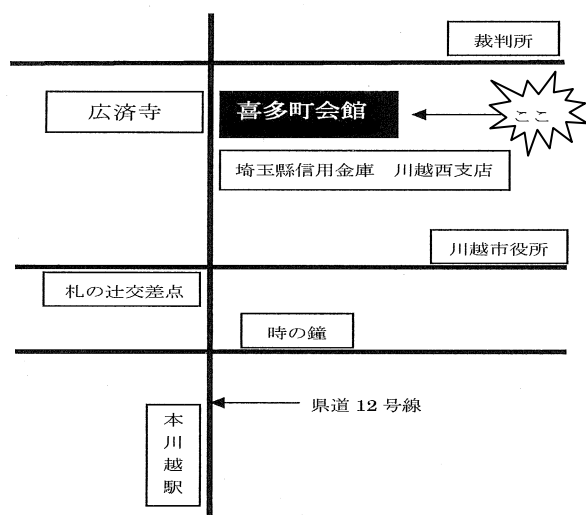 裁判所
広済寺
喜多町会館
ここ
埼玉縣信用金庫　川越西支店
川越市役所
札の辻交差点
時の鐘
県道 12 号線
本川越駅